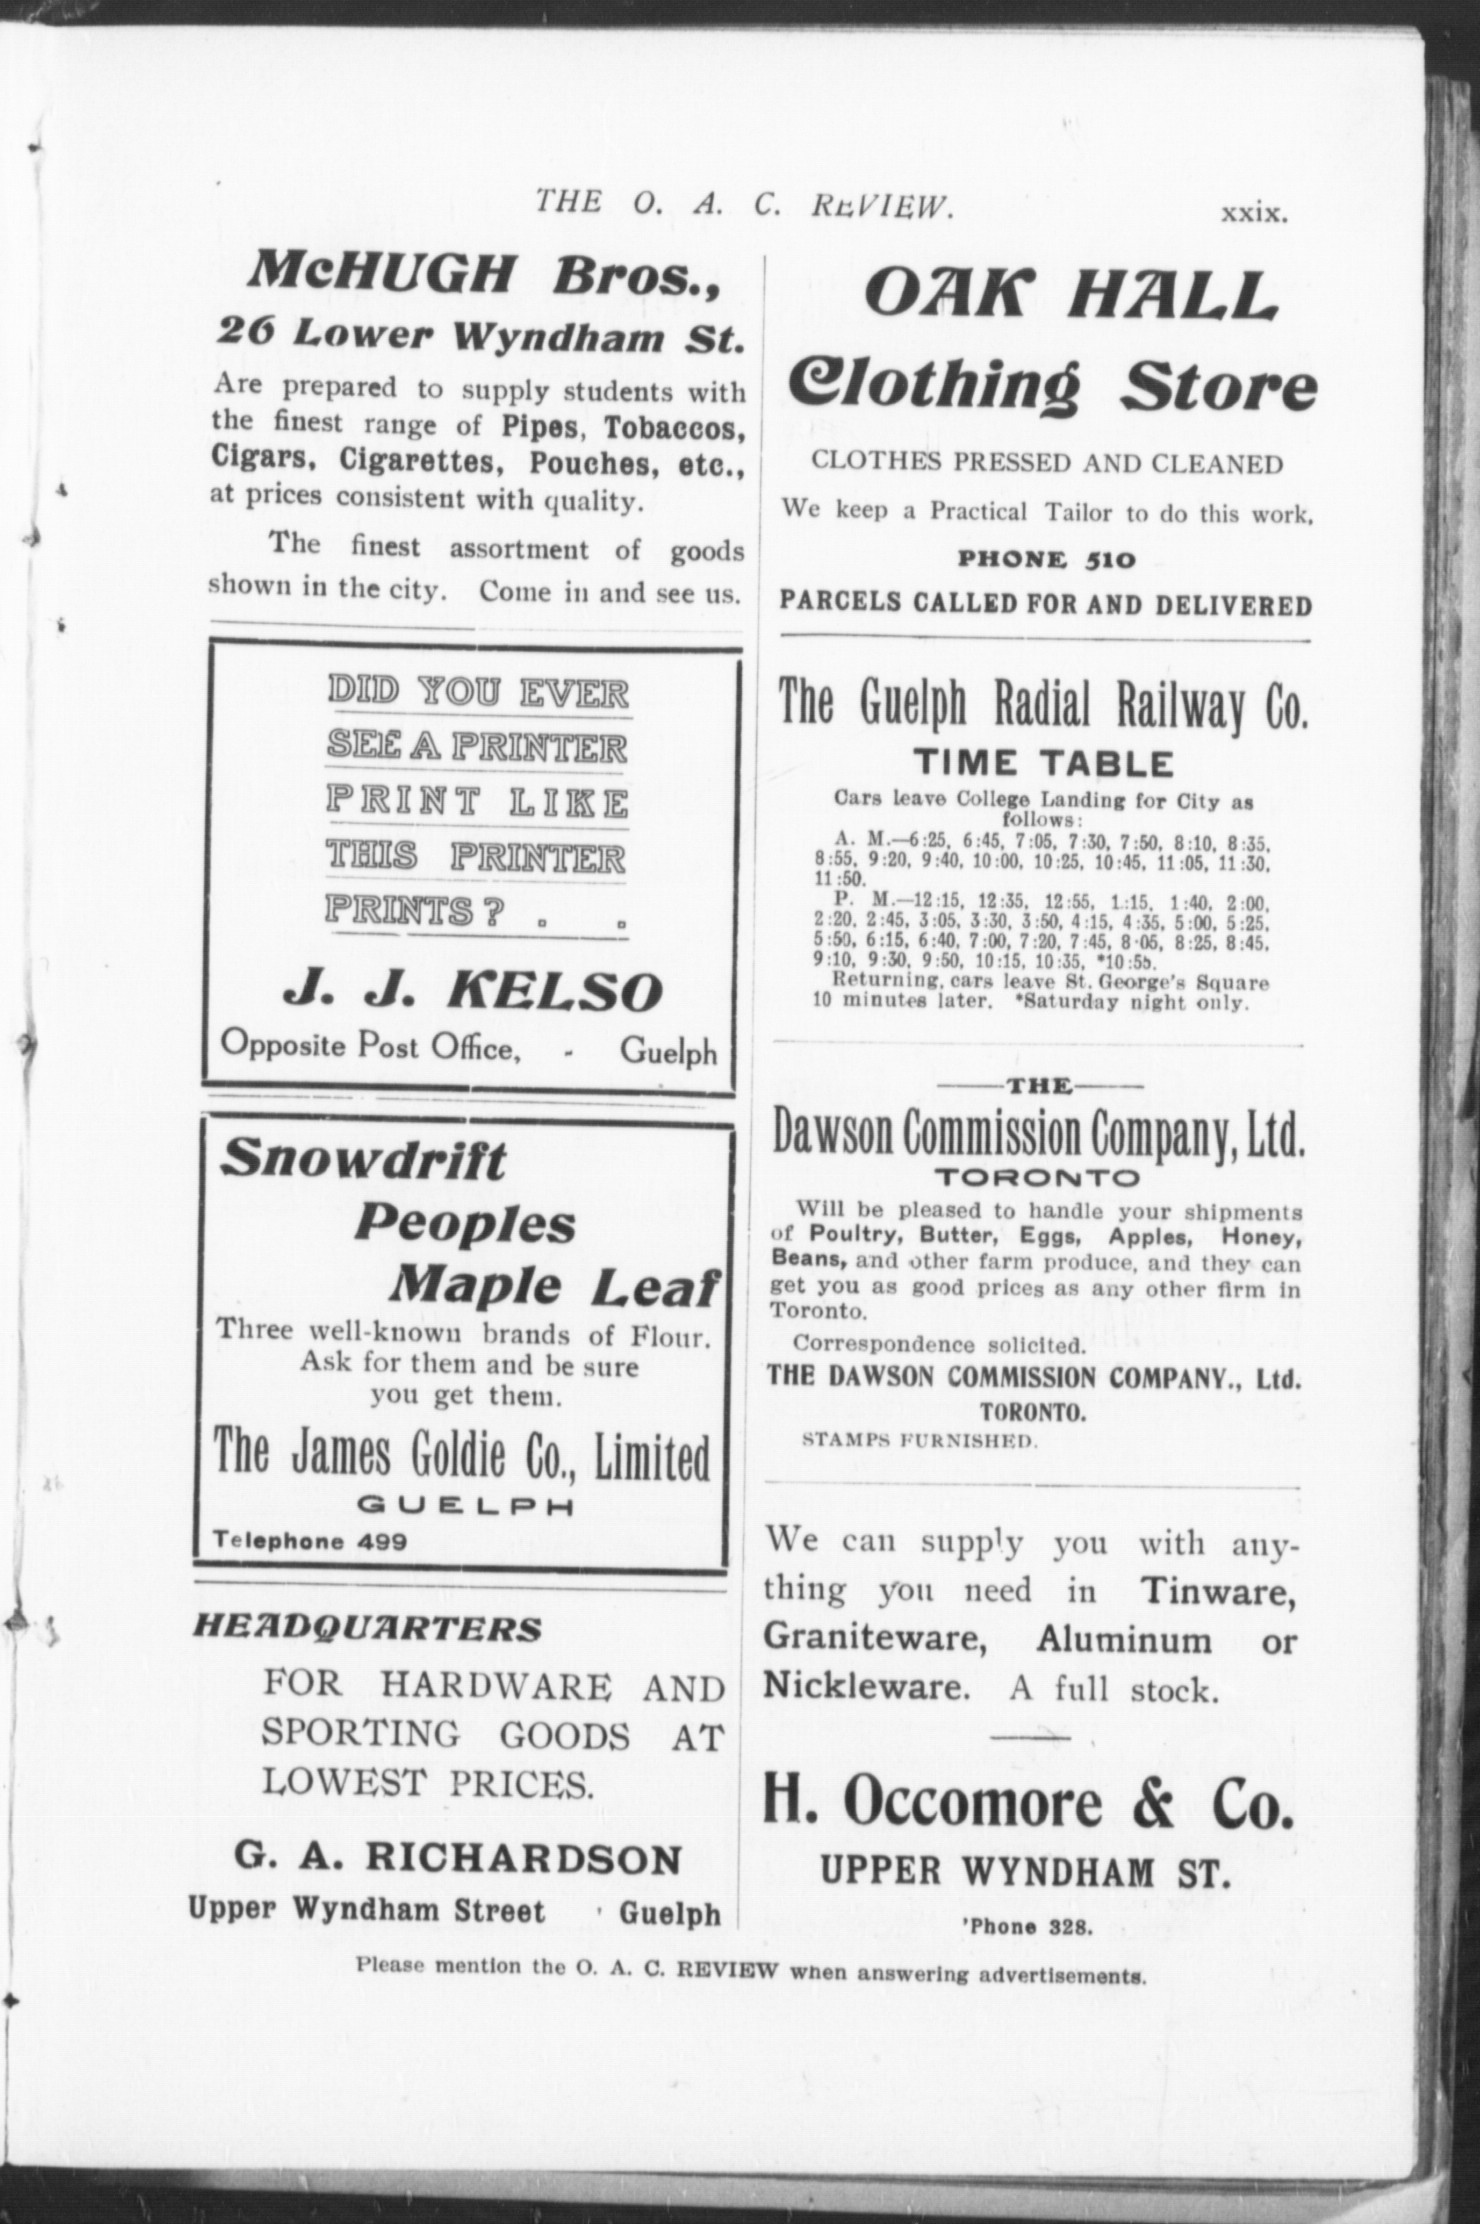 THE O. A. C. REVIEW.
xxix.
McHUGH Bros.,
26 Lower Wyndham St.
Are prepared to supply students with
the finest range of Pipes, Tobaccos,
Cigars, Cigarettes, Pouches, etc.,
at prices consistent with quality.
The finest assortment of goods
shown in the city. Come in and see us.
DID YOU EVER
SEE A PRINTER
PRINT LIKE
THIS PRINTER
PRINTS? . .
J. J. KELSO
Opposite Post Office, - Guelph
Snowdrift
Peoples
Maple Leaf
Three well-known brands of Flour.
Ask for them and be sure
you get them.
The James Goldie Co., Limited
GUELPH
Telephone 499
HEADQUARTERS
FOR HARDWARE AND
SPORTING GOODS AT
LOWEST PRICES.
G. A. RICHARDSON
Upper Wyndham Street ' Guelph
OAK HALL
Clothing Store
CLOTHES PRESSED AND CLEANED
We keep a Practical Tailor to do this work,
PHONE 510
PARCELS CALLED FOR AND DELIVERED
The Guelph Radial Railway Co.
TIME TABLE
Cars leave College Landing for City as
follows:
A. M.—6:25, 6:45, 7:05, 7:30, 7:50, 8:10, 8:35,
8:55, 9:20, 9:40, 10:00, 10:25, 10:45, 11:05, 11:30,
11:50.
P. M.—12:15, 12:35, 12:55, 1:15, 1:40, 2:00,
2:20, 2:45, 3:05, 3:30, 3:50, 4:15, 4:35, 5:00, 5:25,
5:50, 6:15, 6:40, 7:00, 7:20, 7:45, 8·05, 8:25, 8:45,
9:10, 9:30, 9:50, 10:15, 10:35, *10:55.
Returning, cars leave St. George's Square
10 minutes later. *Saturday night only.
—THE—
Dawson Commission Company, Ltd.
TORONTO
Will be pleased to handle your shipments
of Poultry, Butter, Eggs, Apples, Honey,
Beans, and other farm produce, and they can
get you as good prices as any other firm in
Toronto.
Correspondence solicited.
THE DAWSON COMMISSION COMPANY., Ltd.
TORONTO.
STAMPS FURNISHED.
We can supply you with any-
thing you need in Tinware,
Graniteware, Aluminum or
Nickleware. A full stock.
H. Occomore & Co.
UPPER WYNDHAM ST.
'Phone 328.
Please mention the O. A. C. REVIEW when answering advertisements.